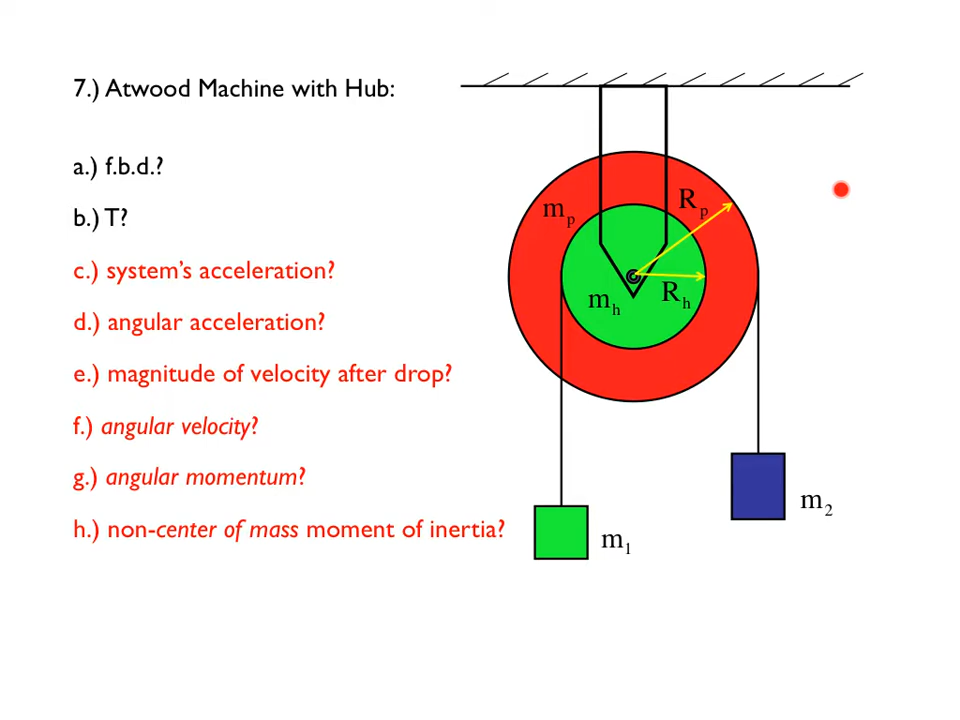 7.) Atwood Machine with Hub:
a.) f.b.d.?
b.) T?
c.) system’s acceleration?
d.) angular acceleration?
e.) magnitude of velocity after drop?
f.) angular velocity?
g.) angular momentum?
h.) non-center of mass moment of inertia?
mₚ
Rₚ
mₕ
Rₕ
m₂
m₁